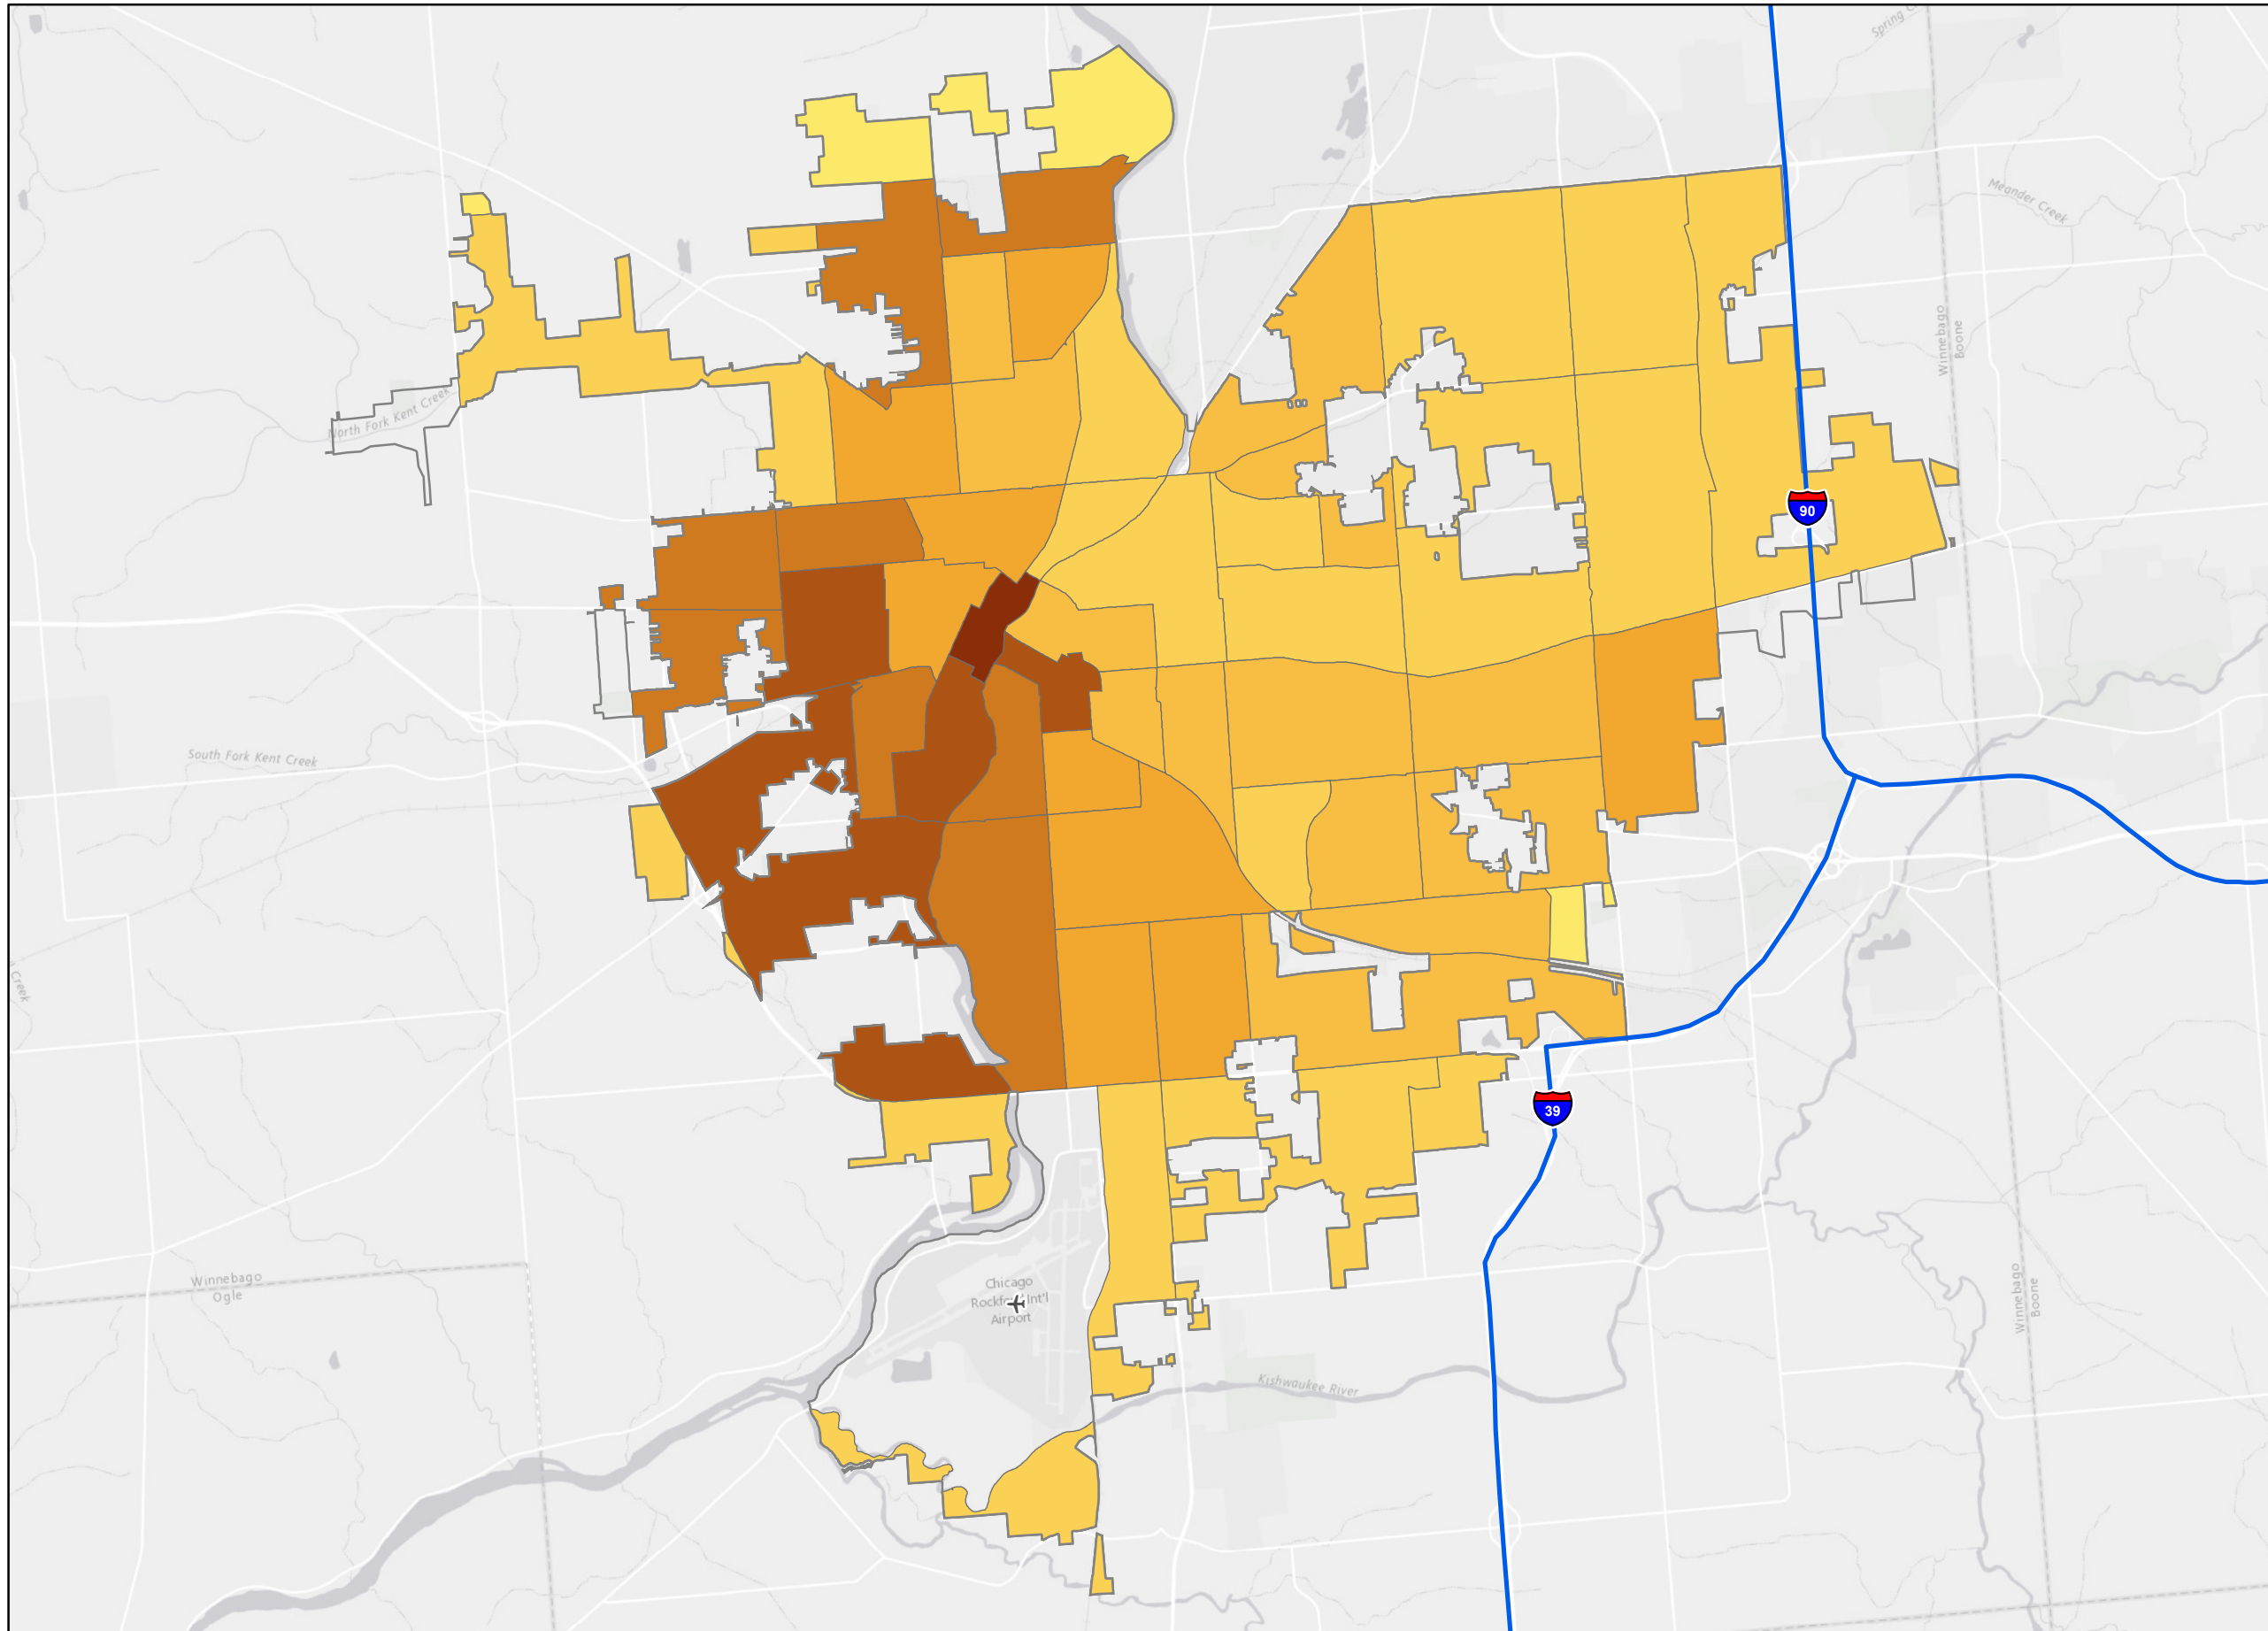 Spring C
Meander Creek
Winnebago
Boone
North Fork Kent Creek
90
South Fork Kent Creek
Creek
39
Winnebago
Ogle
Chicago
Rockford Int'l
Airport
Winnebago
Boone
Kishwaukee River